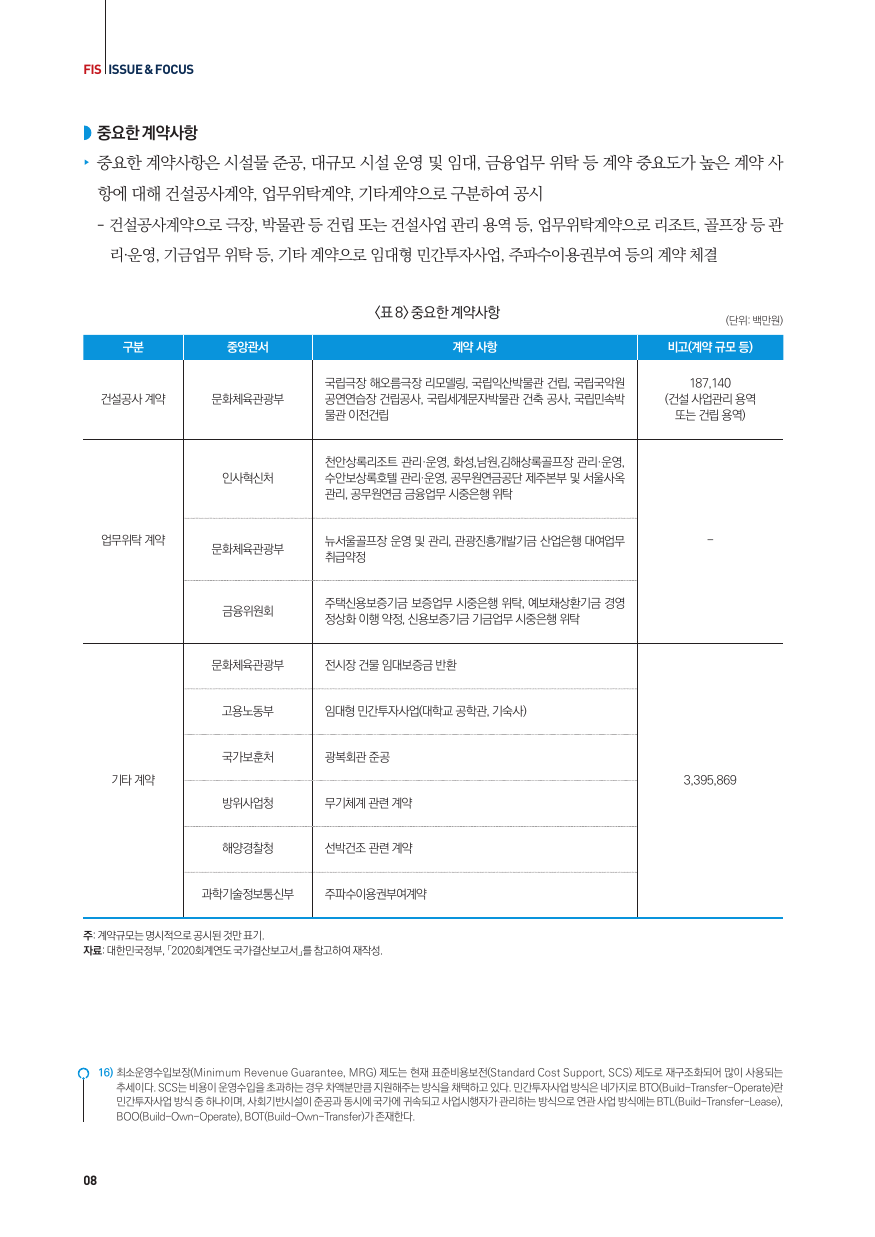 FIS ISSUE & FOCUS
중요한 계약사항
중요한 계약사항은 시설물 준공, 대규모 시설 운영 및 임대, 금융업무 위탁 등 계약 중요도가 높은 계약 사
항에 대해 건설공사계약, 업무위탁계약, 기타계약으로 구분하여 공시
- 건설공사계약으로 극장, 박물관 등 건립 또는 건설사업 관리 용역 등, 업무위탁계약으로 리조트, 골프장 등 관
리·운영, 기금업무 위탁 등, 기타 계약으로 임대형 민간투자사업, 주파수이용권부여 등의 계약 체결
〈표 8〉 중요한 계약사항
(단위: 백만원)
구분 중앙관서 계약 사항 비고(계약 규모 등)
건설공사 계약
문화체육관광부
국립극장 해오름극장 리모델링, 국립익산박물관 건립, 국립국악원
공연연습장 건립공사, 국립세계문자박물관 건축 공사, 국립민속박
물관 이전건립
187,140
(건설 사업관리 용역
또는 건립 용역)
업무위탁 계약
인사혁신처
천안상록리조트 관리·운영, 화성,남원,김해상록골프장 관리·운영,
수안보상록호텔 관리·운영, 공무원연금공단 제주본부 및 서울사옥
관리, 공무원연금 금융업무 시중은행 위탁
문화체육관광부
뉴서울골프장 운영 및 관리, 관광진흥개발기금 산업은행 대여업무
취급약정
–
금융위원회
주택신용보증기금 보증업무 시중은행 위탁, 예보채상환기금 경영
정상화 이행 약정, 신용보증기금 기금업무 시중은행 위탁
기타 계약
문화체육관광부 전시장 건물 임대보증금 반환
고용노동부 임대형 민간투자사업(대학교 공학관, 기숙사)
국가보훈처 광복회관 준공
3,395,869
방위사업청 무기체계 관련 계약
해양경찰청 선박건조 관련 계약
과학기술정보통신부 주파수이용권부여계약
주: 계약규모는 명시적으로 공시된 것만 표기.
자료: 대한민국정부, 「2020회계연도 국가결산보고서」를 참고하여 재작성.
16) 최소운영수입보장(Minimum Revenue Guarantee, MRG) 제도는 현재 표준비용보전(Standard Cost Support, SCS) 제도로 재구조화되어 많이 사용되는
추세이다. SCS는 비용이 운영수입을 초과하는 경우 차액분만큼 지원해주는 방식을 채택하고 있다. 민간투자사업 방식은 네가지로 BTO(Build-Transfer-Operate)란
민간투자사업 방식 중 하나이며, 사회기반시설이 준공과 동시에 국가에 귀속되고 사업시행자가 관리하는 방식으로 연관 사업 방식에는 BTL(Build-Transfer-Lease),
BOO(Build-Own-Operate), BOT(Build-Own-Transfer)가 존재한다.
08